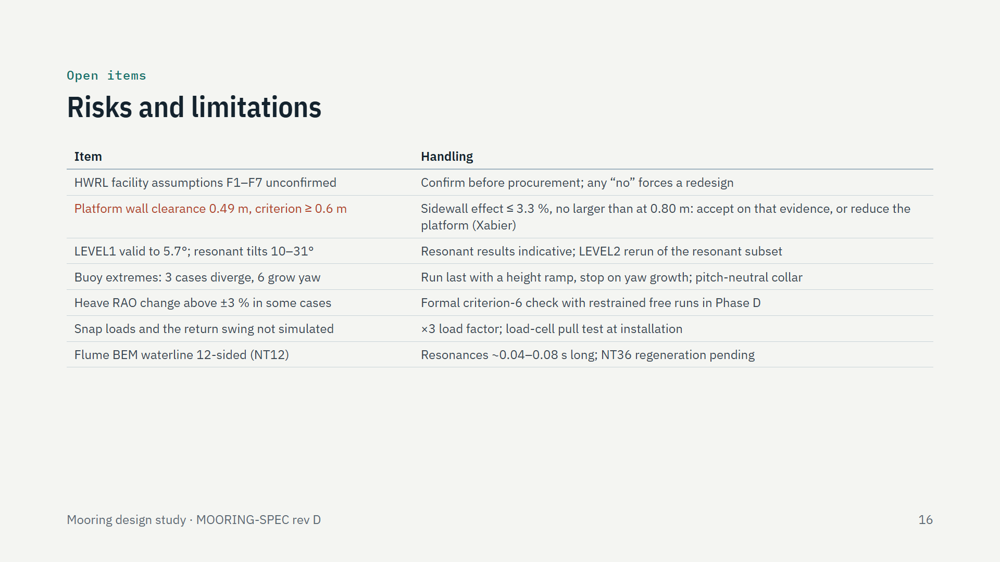 Open items
Risks and limitations
Item Handling
HWRL facility assumptions F1–F7 unconfirmed Confirm before procurement; any “no” forces a redesign
Platform wall clearance 0.49 m, criterion ≥ 0.6 m Sidewall effect ≤ 3.3 %, no larger than at 0.80 m: accept on that evidence, or reduce the
platform (Xabier)
LEVEL1 valid to 5.7°; resonant tilts 10–31° Resonant results indicative; LEVEL2 rerun of the resonant subset
Buoy extremes: 3 cases diverge, 6 grow yaw Run last with a height ramp, stop on yaw growth; pitch-neutral collar
Heave RAO change above ±3 % in some cases Formal criterion-6 check with restrained free runs in Phase D
Snap loads and the return swing not simulated ×3 load factor; load-cell pull test at installation
Flume BEM waterline 12-sided (NT12) Resonances ~0.04–0.08 s long; NT36 regeneration pending
Mooring design study · MOORING-SPEC rev D 16